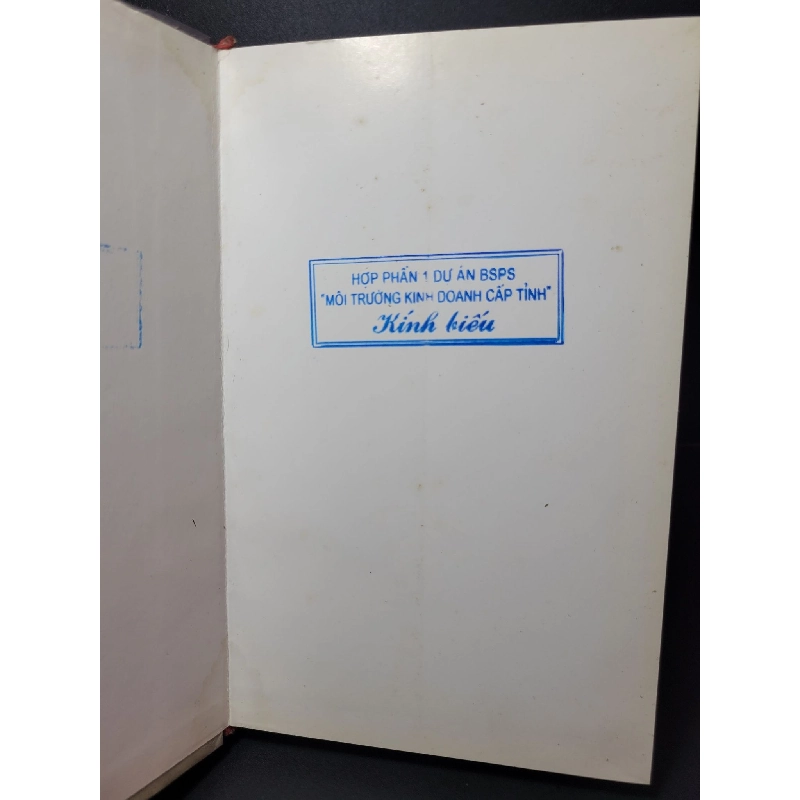 HỢP PHẦN 1 DỰ ÁN BSPS
"MÔI TRƯỜNG KINH DOANH CẤP TỈNH"
Kính biếu